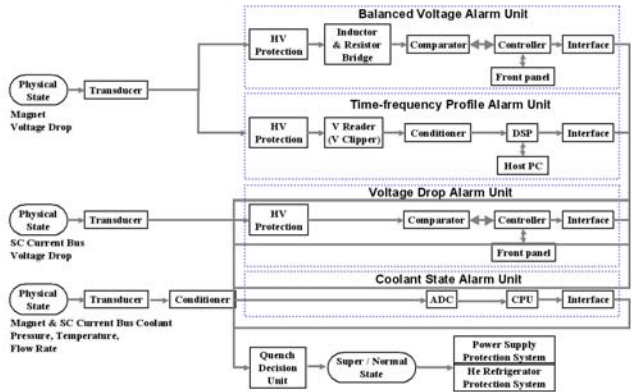 Balanced Voltage Alarm Unit
HV
Protection
Inductor
& Resistor
Bridge
Comparator
Controller
Interface
Front panel
Physical
State
Transducer
Magnet
Voltage Drop
Time-frequency Profile Alarm Unit
HV
Protection
V Reader
(V Clipper)
Conditioner
DSP
Interface
Host PC
Voltage Drop Alarm Unit
Physical
State
Transducer
HV
Protection
Comparator
Controller
Interface
SC Current Bus
Voltage Drop
Front panel
Coolant State Alarm Unit
Physical
State
Transducer
Conditioner
ADC
CPU
Interface
Magnet & SC Current Bus Coolant
Pressure, Temperature,
Flow Rate
Quench
Decision
Unit
Super / Normal
State
Power Supply
Protection System
He Refrigerator
Protection System